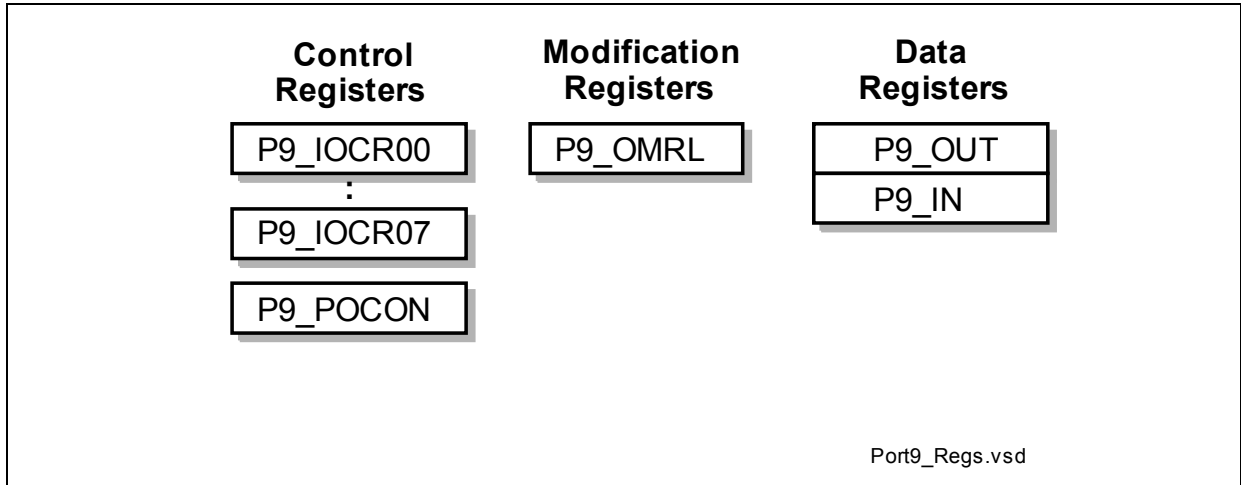 Control
Registers
P9_IOCR00
:
P9_IOCR07
P9_POCON
Modification
Registers
P9_OMRL
Data
Registers
P9_OUT
P9_IN
Port9_Regs.vsd